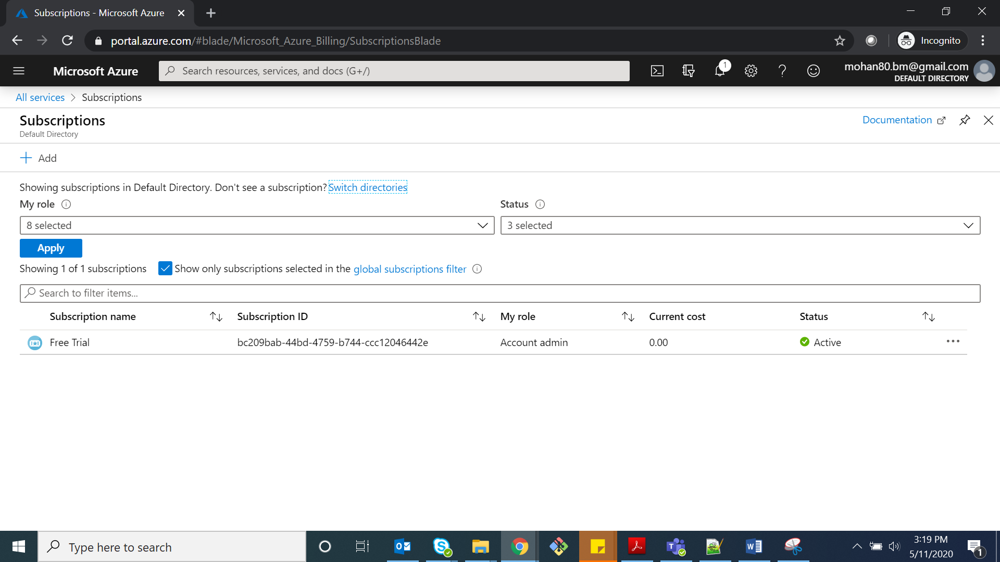 Subscriptions - Microsoft Azure
portal.azure.com/#blade/Microsoft_Azure_Billing/SubscriptionsBlade
Incognito
Microsoft Azure
Search resources, services, and docs (G+/)
1
mohan80.bm@gmail.com
DEFAULT DIRECTORY
All services > Subscriptions
Subscriptions
Documentation
Default Directory
Add
Showing subscriptions in Default Directory. Don't see a subscription? Switch directories
My role
Status
8 selected
3 selected
Apply
Showing 1 of 1 subscriptions
Show only subscriptions selected in the global subscriptions filter
Search to filter items...
Subscription name
Subscription ID
My role
Current cost
Status
Free Trial
bc209bab-44bd-4759-b744-ccc12046442e
Account admin
0.00
Active
Type here to search
3:19 PM
5/11/2020
1